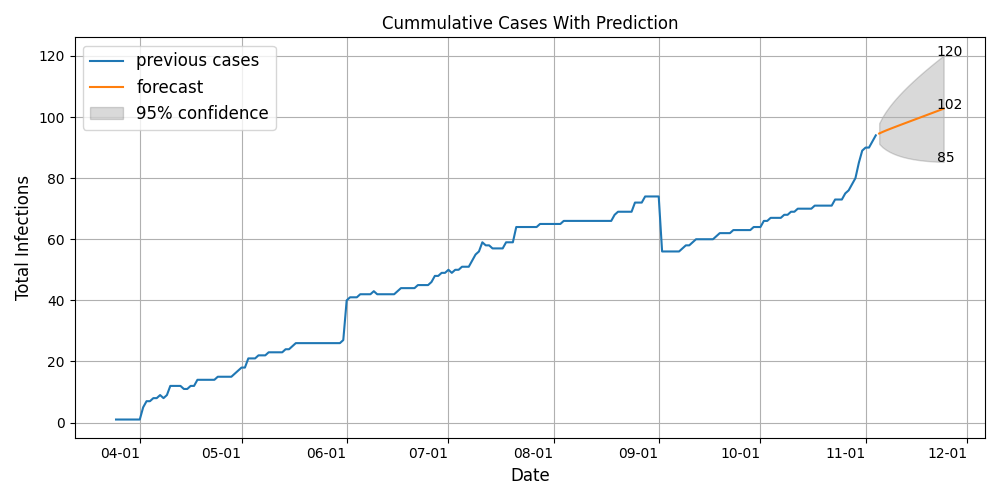 Cummulative Cases With Prediction
120
100
80
60
40
20
0
Total Infections
previous cases
forecast
95% confidence
120
102
85
04-01 05-01 06-01 07-01 08-01 09-01 10-01 11-01 12-01
Date